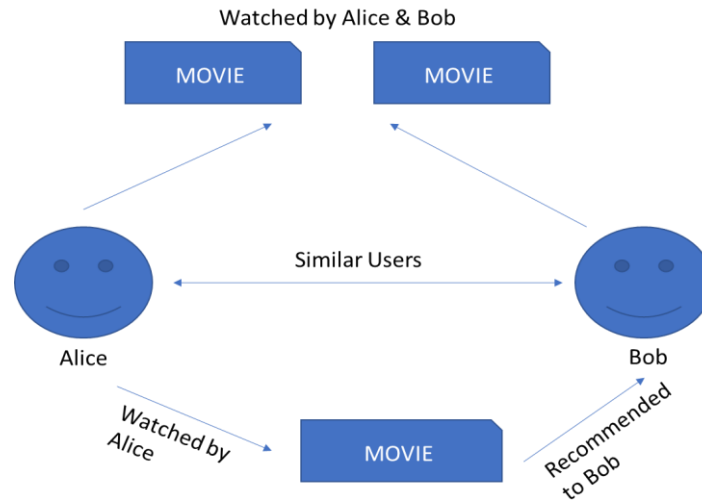 Watched by Alice & Bob
MOVIE
MOVIE
Similar Users
Alice
Bob
Watched by
Alice
MOVIE
Recommended
to Bob